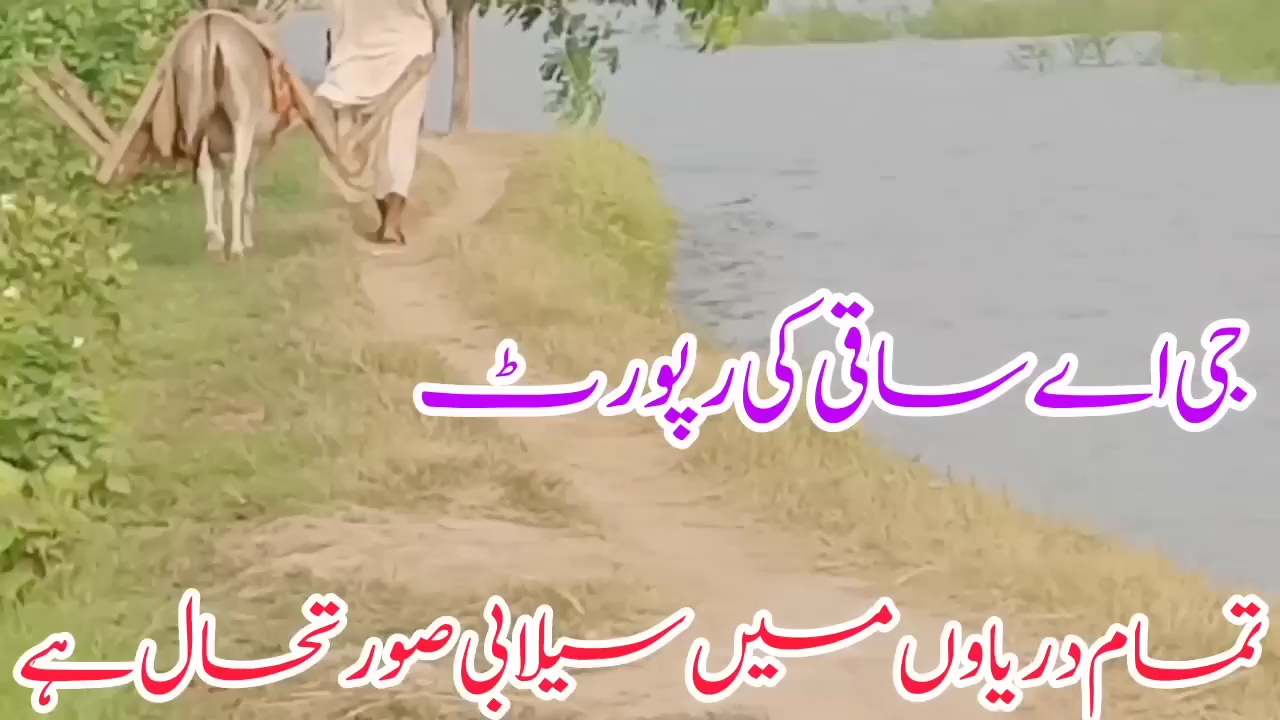 جی اے ساقی کی رپورٹ
تمام دریاوں میں سیلابی صورتحال ہے